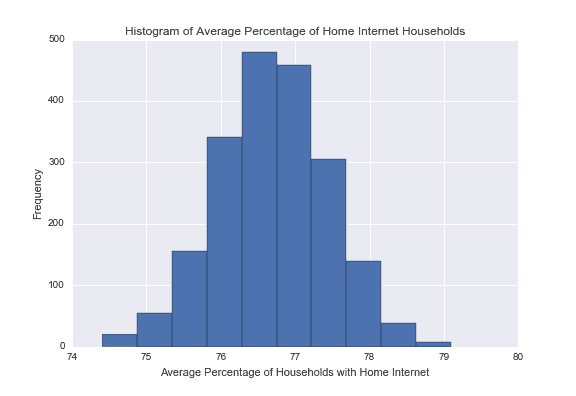 Histogram of Average Percentage of Home Internet Households
500
400
300
200
100
0
Frequency
74 75 76 77 78 79 80
Average Percentage of Households with Home Internet